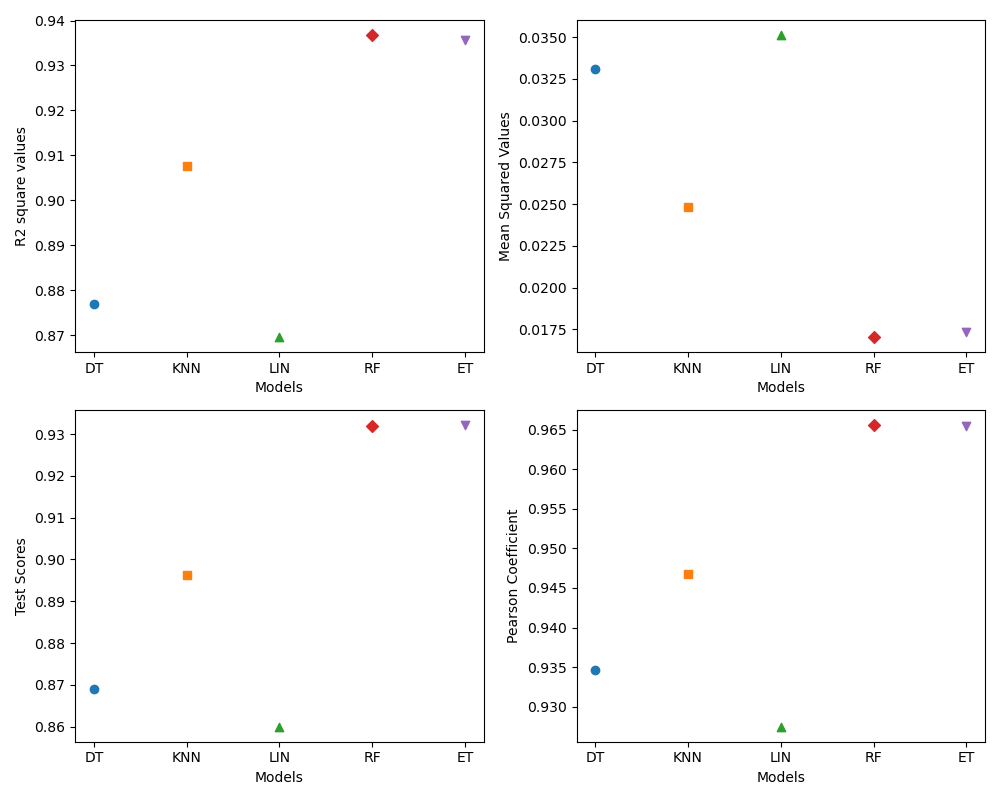 0.94
0.93
0.92
0.91
0.90
0.89
0.88
0.87
R2 square values
DT KNN LIN RF ET
Models
0.0350
0.0325
0.0300
0.0275
0.0250
0.0225
0.0200
0.0175
Mean Squared Values
DT KNN LIN RF ET
Models
0.93
0.92
0.91
0.90
0.89
0.88
0.87
0.86
Test Scores
DT KNN LIN RF ET
Models
0.965
0.960
0.955
0.950
0.945
0.940
0.935
0.930
Pearson Coefficient
DT KNN LIN RF ET
Models